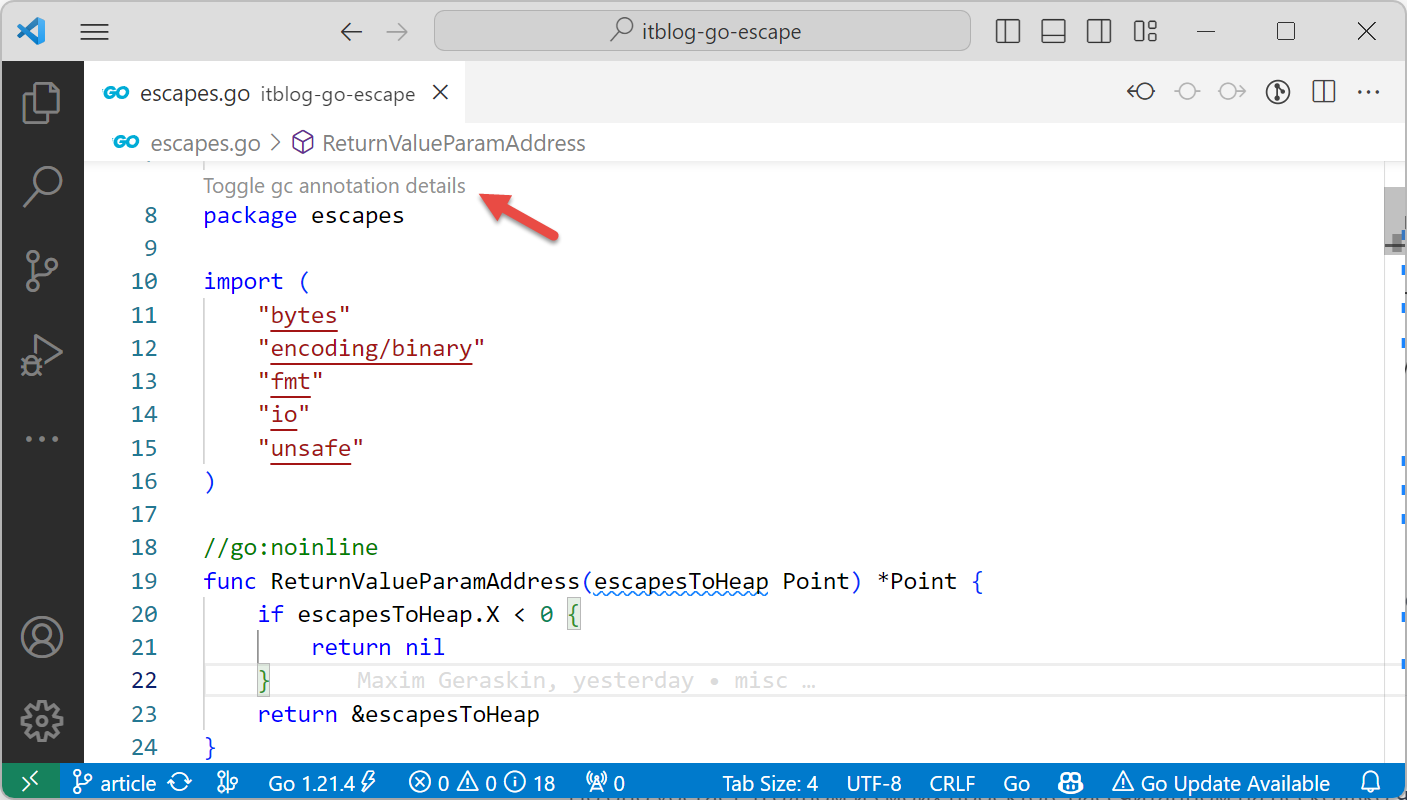 itblog-go-escape
GO escapes.go itblog-go-escape
GO escapes.go > ReturnValueParamAddress
Toggle gc annotation details
8 package escapes
9
10 import (
11 "bytes"
12 "encoding/binary"
13 "fmt"
14 "io"
15 "unsafe"
16 )
17
18 //go:noinline
19 func ReturnValueParamAddress(escapesToHeap Point) *Point {
20 if escapesToHeap.X < 0 {
21 return nil
22 } Maxim Geraskin, yesterday • misc …
23 return &escapesToHeap
24 }
article Go 1.21.4 0 0 18 0 Tab Size: 4 UTF-8 CRLF Go Go Update Available